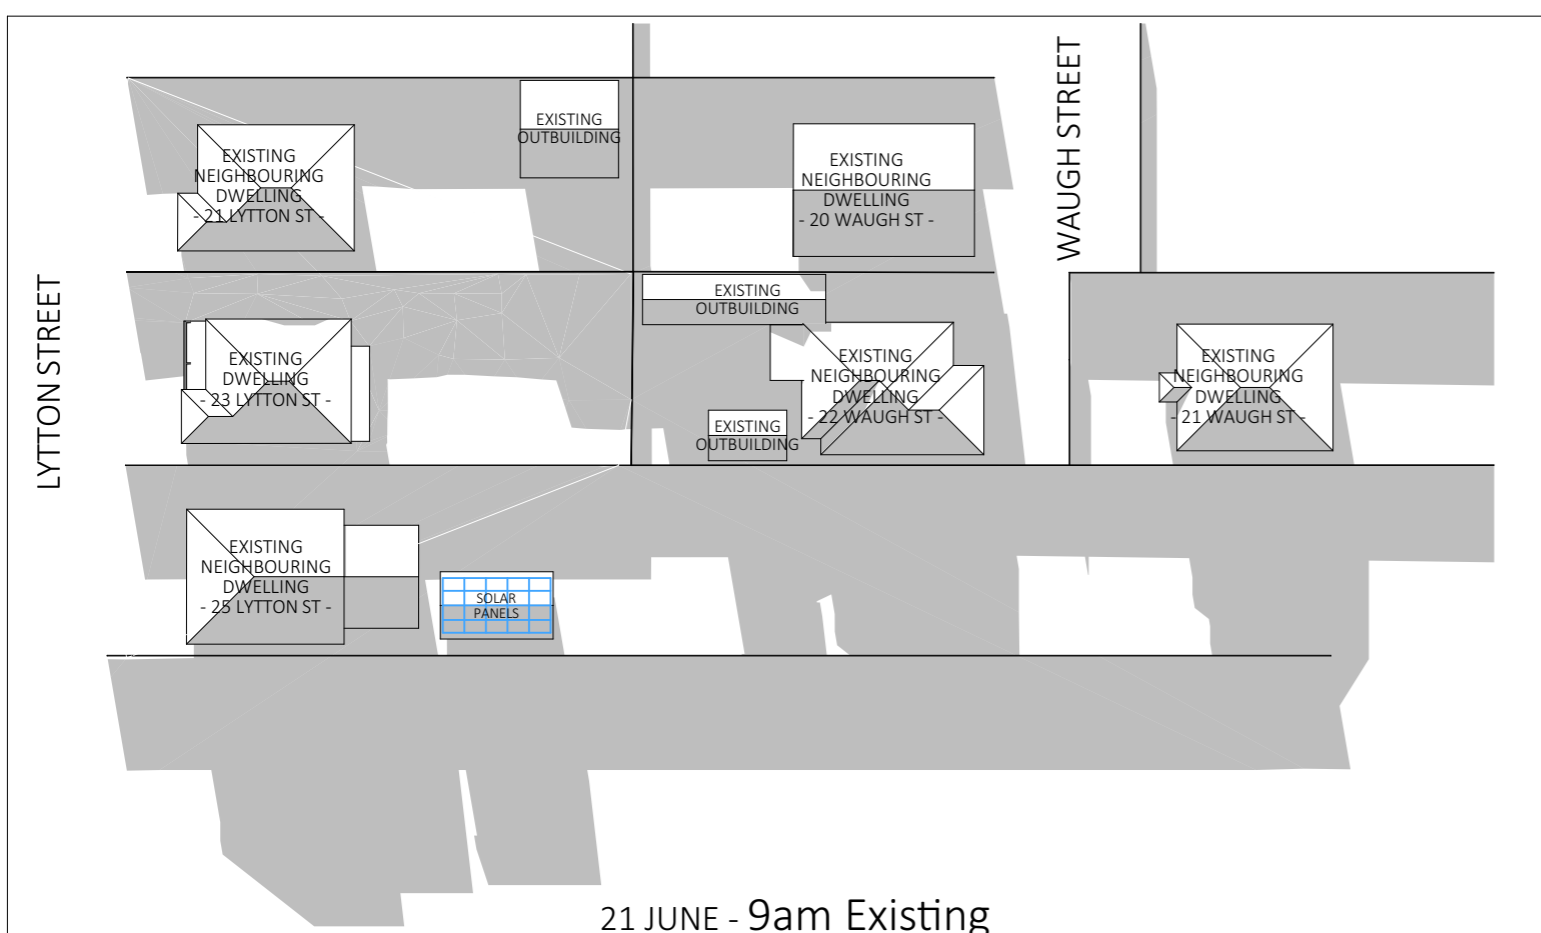 WAUGH STREET
EXISTING
OUTBUILDING
EXISTING
NEIGHBOURING
DWELLING
- 21 LYTTON ST -
EXISTING
NEIGHBOURING
DWELLING
- 20 WAUGH ST -
LYTTON STREET
EXISTING
OUTBUILDING
EXISTING
DWELLING
- 23 LYTTON ST -
EXISTING
NEIGHBOURING
DWELLING
- 22 WAUGH ST -
EXISTING
NEIGHBOURING
DWELLING
- 21 WAUGH ST -
EXISTING
OUTBUILDING
EXISTING
NEIGHBOURING
DWELLING
- 25 LYTTON ST -
SOLAR
PANELS
21 JUNE - 9am Existing